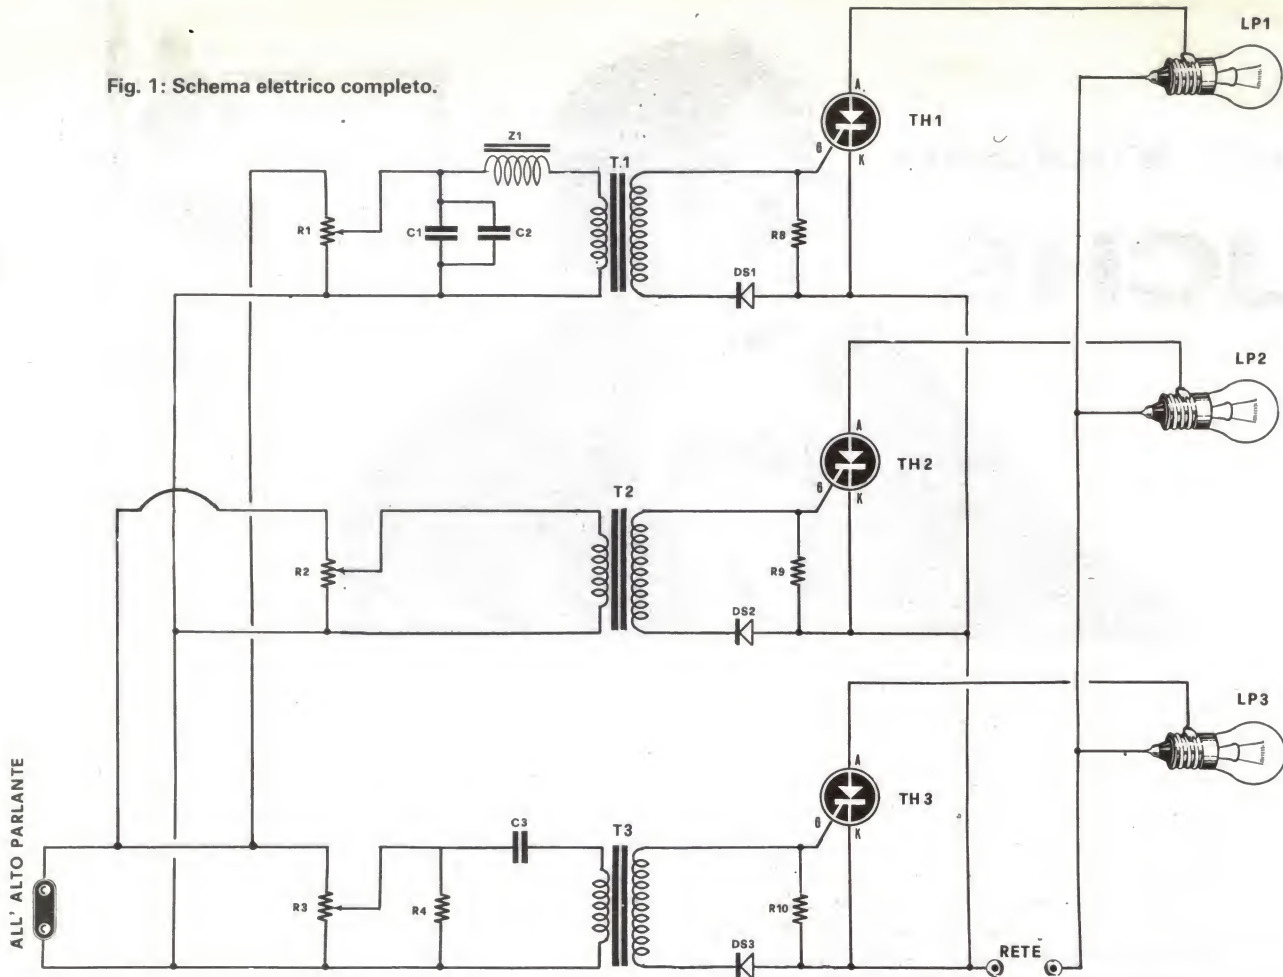 LP1
Fig. 1: Schema elettrico completo.
A
TH1
Z1
T.1
G
K
R1
C1
C2
R8
DS1
LP2
A
TH2
T2
G
K
R2
R9
DS2
LP3
ALL' ALTO PARLANTE
A
TH3
C3
T3
G
K
R3
R4
R10
DS3
RETE